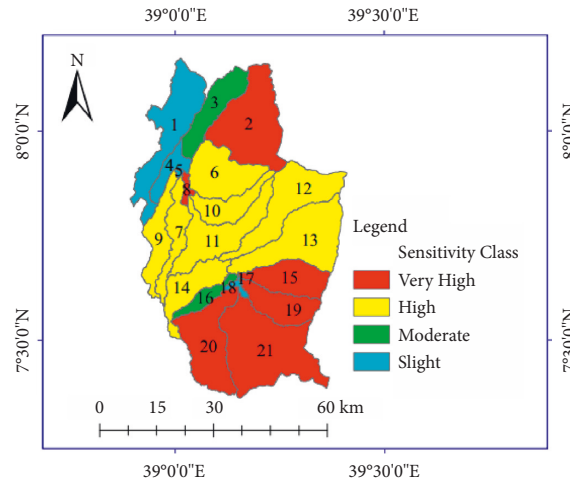 39°0'0"E 39°30'0"E
N
8°0'0"N 8°0'0"N
7°30'0"N 7°30'0"N
1
2
3
4
5
6
7
8
9
10
11
12
13
14
15
16
17
18
19
20
21
Legend
Sensitivity Class
Very High
High
Moderate
Slight
0 15 30 60 km
39°0'0"E 39°30'0"E